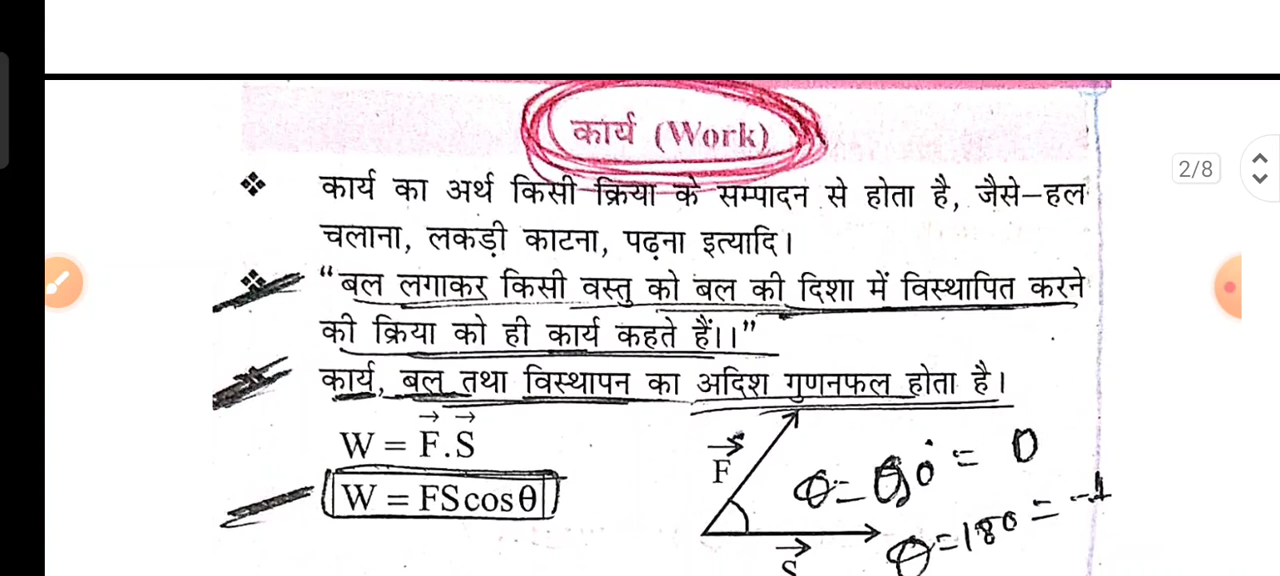 कार्य (Work)
2/8
❖ कार्य का अर्थ किसी क्रिया के सम्पादन से होता है, जैसे–हल
चलाना, लकड़ी काटना, पढ़ना इत्यादि।
❖ “बल लगाकर किसी वस्तु को बल की दिशा में विस्थापित करने
की क्रिया को ही कार्य कहते हैं।।”
कार्य, बल तथा विस्थापन का अदिश गुणनफल होता है।
W = F⃗.S⃗
W = FScosθ
F⃗
θ = 90° = 0
θ = 180 = -1
S⃗